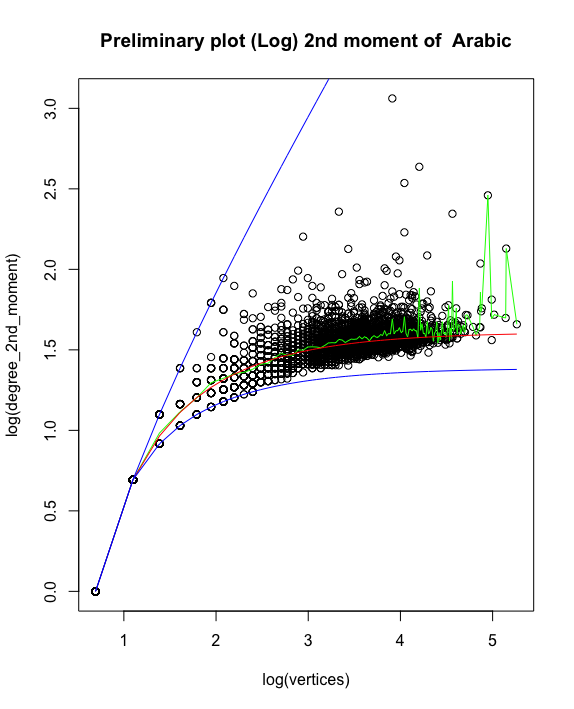 Preliminary plot (Log) 2nd moment of  Arabic
log(degree_2nd_moment)
3.0
2.5
2.0
1.5
1.0
0.5
0.0
1 2 3 4 5
log(vertices)